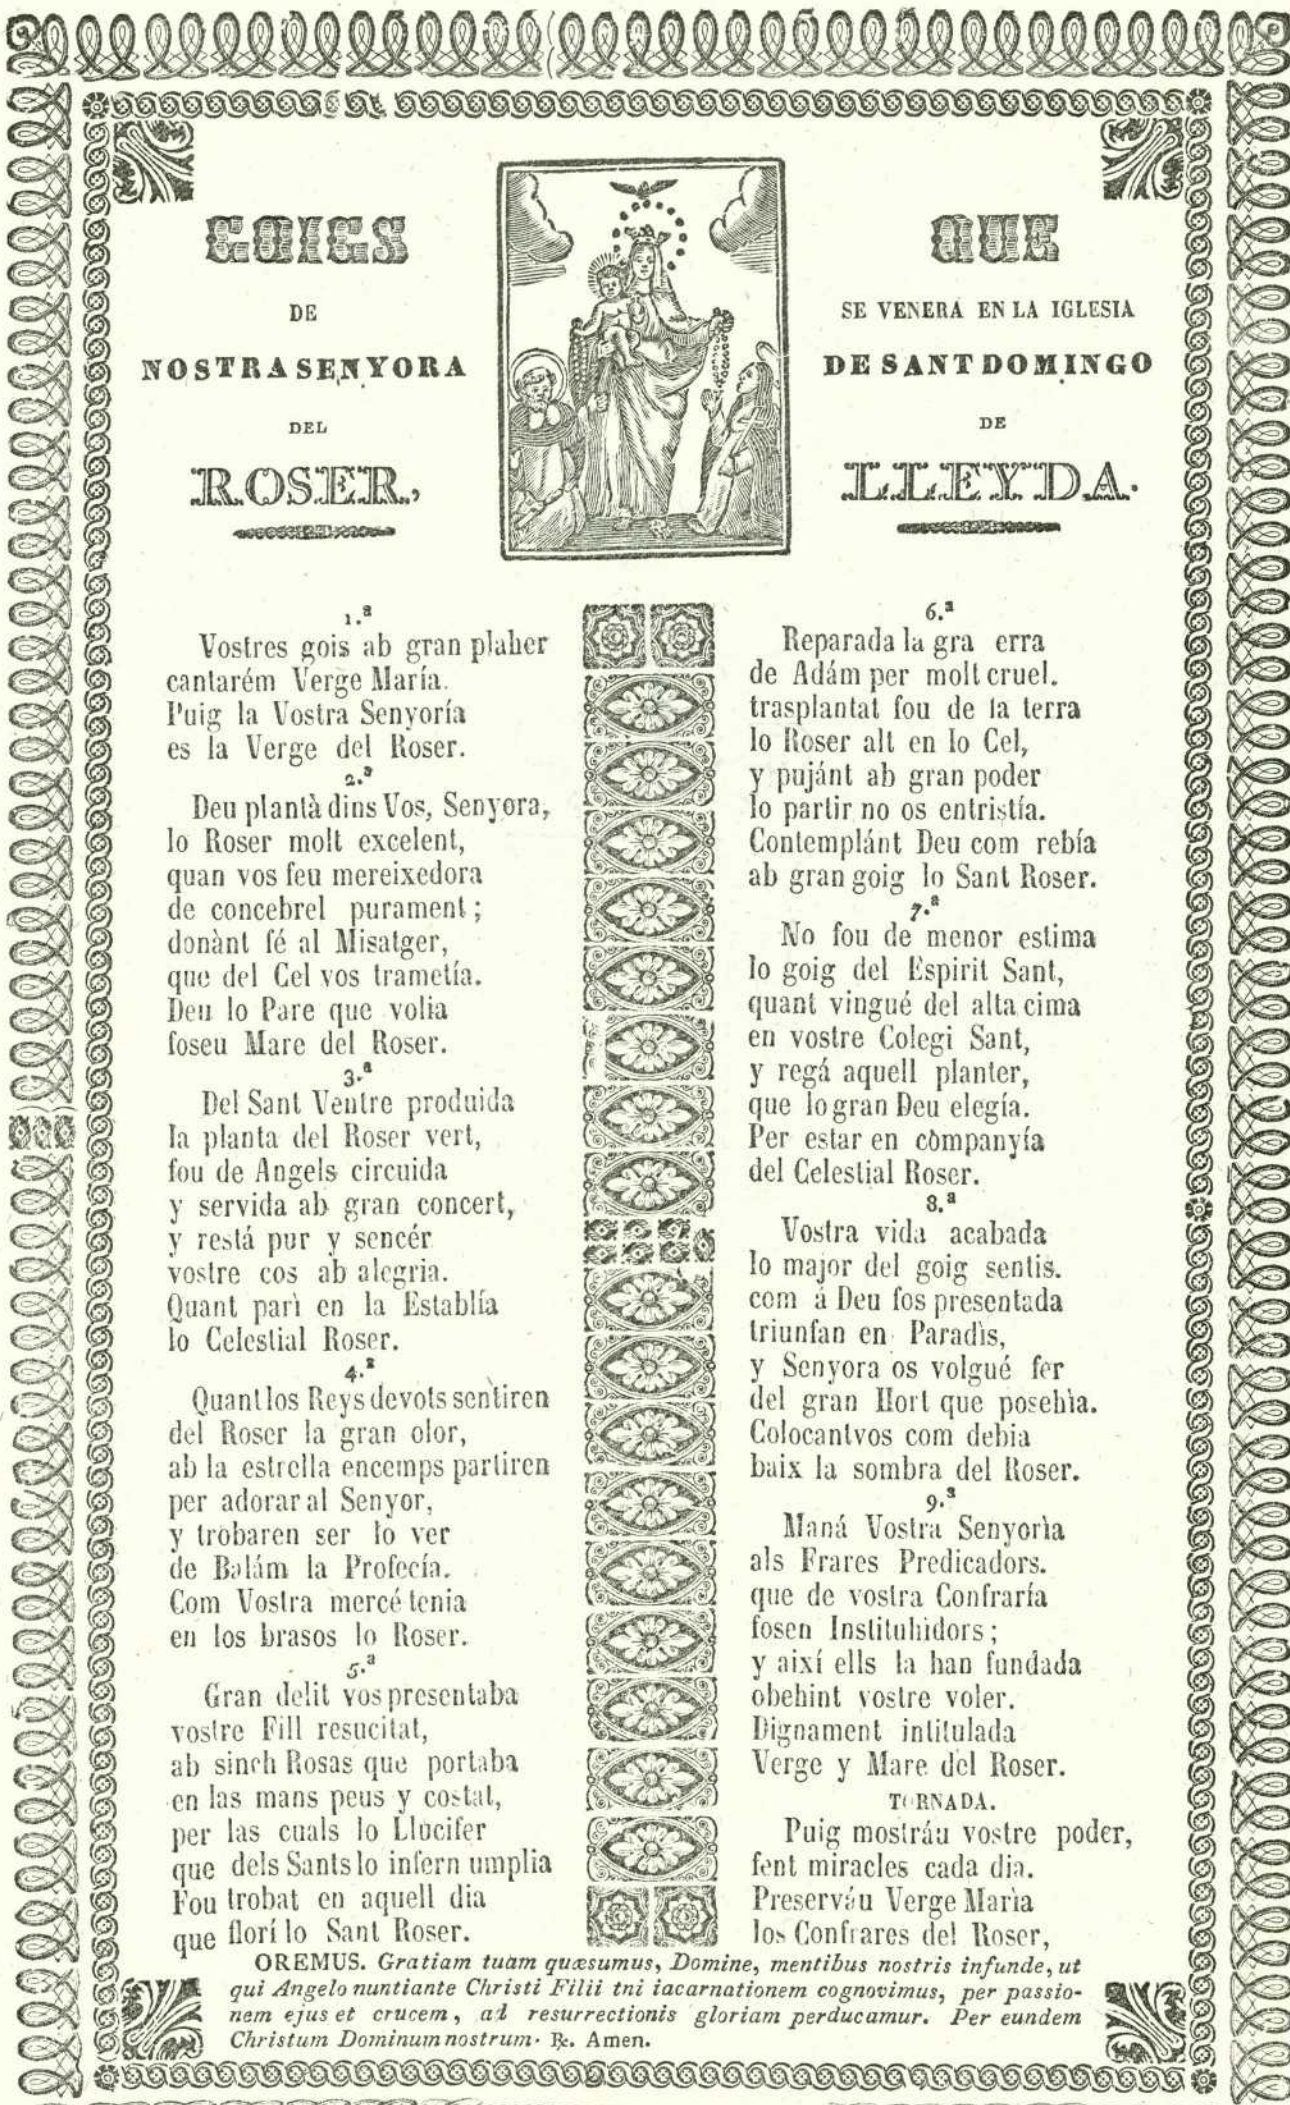 GOIGS
DE
NOSTRA SENYORA
DEL
ROSER,
QUE
SE VENERA EN LA IGLESIA
DE SANT DOMINGO
DE
LLEYDA.
1.ª
Vostres gois ab gran plaher
cantarém Verge María.
Puig la Vostra Senyoría
es la Verge del Roser.
2.ª
Deu plantà dins Vos, Senyora,
lo Roser molt excelent,
quan vos feu mereixedora
de concebrel purament;
donànt fé al Misatger,
que del Cel vos trametía.
Deu lo Pare que volia
foseu Mare del Roser.
3.ª
Del Sant Ventre produida
la planta del Roser vert,
fou de Angels circuida
y servida ab gran concert,
y restá pur y sencér
vostre cos ab alegria.
Quant parì en la Establía
lo Celestial Roser.
4.ª
Quant los Reys devots sentiren
del Roser la gran olor,
ab la estrella encemps partiren
per adorar al Senyor,
y trobaren ser lo ver
de Balám la Profecía.
Com Vostra mercé tenia
en los brasos lo Roser.
5.ª
Gran delit vos presentaba
vostre Fill resucitat,
ab sinch Rosas que portaba
en las mans peus y costat,
per las cuals lo Llucifer
que dels Sants lo infern umplia
Fou trobat en aquell dia
que florí lo Sant Roser.
6.ª
Reparada la gra erra
de Adám per molt cruel.
trasplantat fou de la terra
lo Roser alt en lo Cel,
y pujánt ab gran poder
lo partir no os entristía.
Contemplánt Deu com rebía
ab gran goig lo Sant Roser.
7.ª
No fou de menor estima
lo goig del Espirit Sant,
quant vingué del alta cima
en vostre Colegi Sant,
y regá aquell planter,
que lo gran Deu elegía.
Per estar en còmpanyía
del Celestial Roser.
8.ª
Vostra vida acabada
lo major del goig sentis.
com á Deu fos presentada
triunfan en Paradìs,
y Senyora os volgué fer
del gran Hort que posehìa.
Colocantvos com debia
baix la sombra del Roser.
9.ª
Maná Vostra Senyorìa
als Frares Predicadors.
que de vostra Confraría
fosen Instituhidors;
y així ells la han fundada
obehint vostre voler.
Dignament intitulada
Verge y Mare del Roser.
TORNADA.
Puig mostráu vostre poder,
fent miracles cada dia.
Preserváu Verge Marìa
los Confrares del Roser,
OREMUS. Gratiam tuam quæsumus, Domine, mentibus nostris infunde, ut
qui Angelo nuntiante Christi Filii tni iacarnationem cognovimus, per passio-
nem ejus et crucem, ad resurrectionis gloriam perducamur. Per eundem
Christum Dominum nostrum. ℟. Amen.